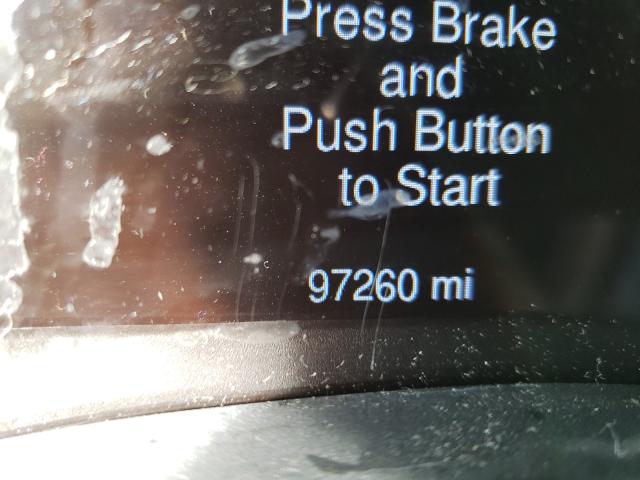 Press Brake
and
Push Button
to Start
97260 mi